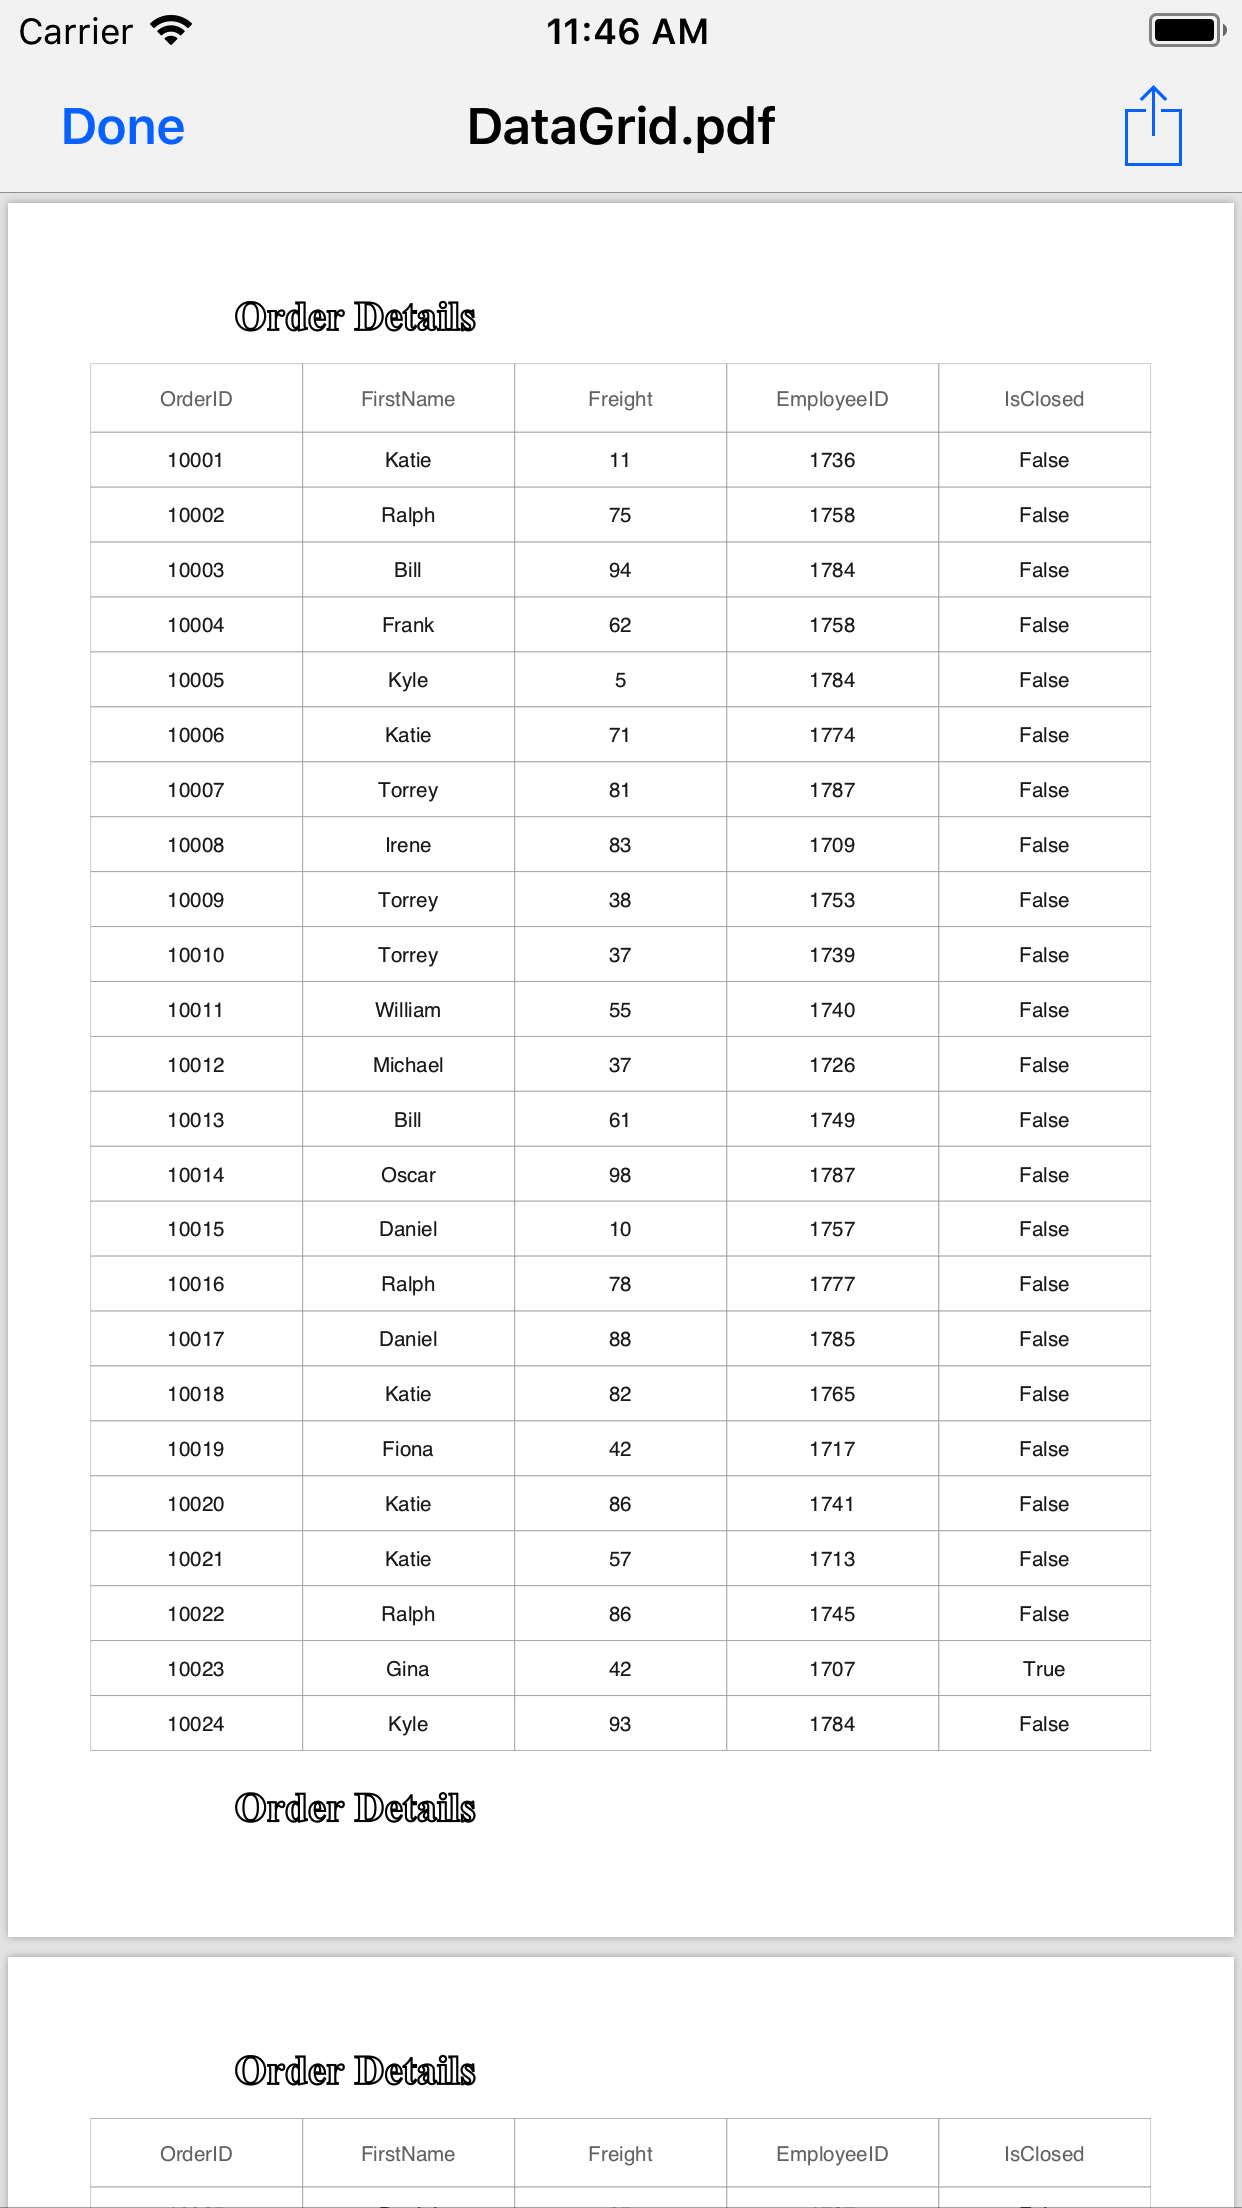 Carrier 11:46 AM
Done DataGrid.pdf
Order Details
OrderID FirstName Freight EmployeeID IsClosed
10001 Katie 11 1736 False
10002 Ralph 75 1758 False
10003 Bill 94 1784 False
10004 Frank 62 1758 False
10005 Kyle 5 1784 False
10006 Katie 71 1774 False
10007 Torrey 81 1787 False
10008 Irene 83 1709 False
10009 Torrey 38 1753 False
10010 Torrey 37 1739 False
10011 William 55 1740 False
10012 Michael 37 1726 False
10013 Bill 61 1749 False
10014 Oscar 98 1787 False
10015 Daniel 10 1757 False
10016 Ralph 78 1777 False
10017 Daniel 88 1785 False
10018 Katie 82 1765 False
10019 Fiona 42 1717 False
10020 Katie 86 1741 False
10021 Katie 57 1713 False
10022 Ralph 86 1745 False
10023 Gina 42 1707 True
10024 Kyle 93 1784 False
Order Details
Order Details
OrderID FirstName Freight EmployeeID IsClosed